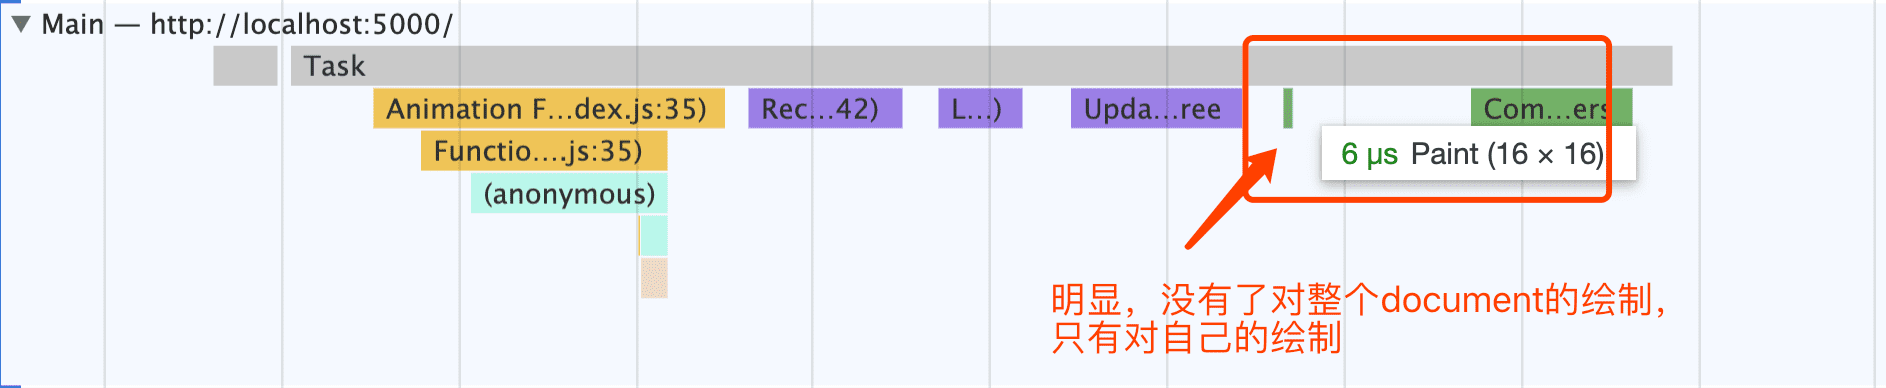 ▼ Main — http://localhost:5000/
Task
Animation F...dex.js:35) Rec...42) L...) Upda...ree Com...ers
Functio....js:35) 6 µs Paint (16 × 16)
(anonymous)
明显，没有了对整个document的绘制，
只有对自己的绘制